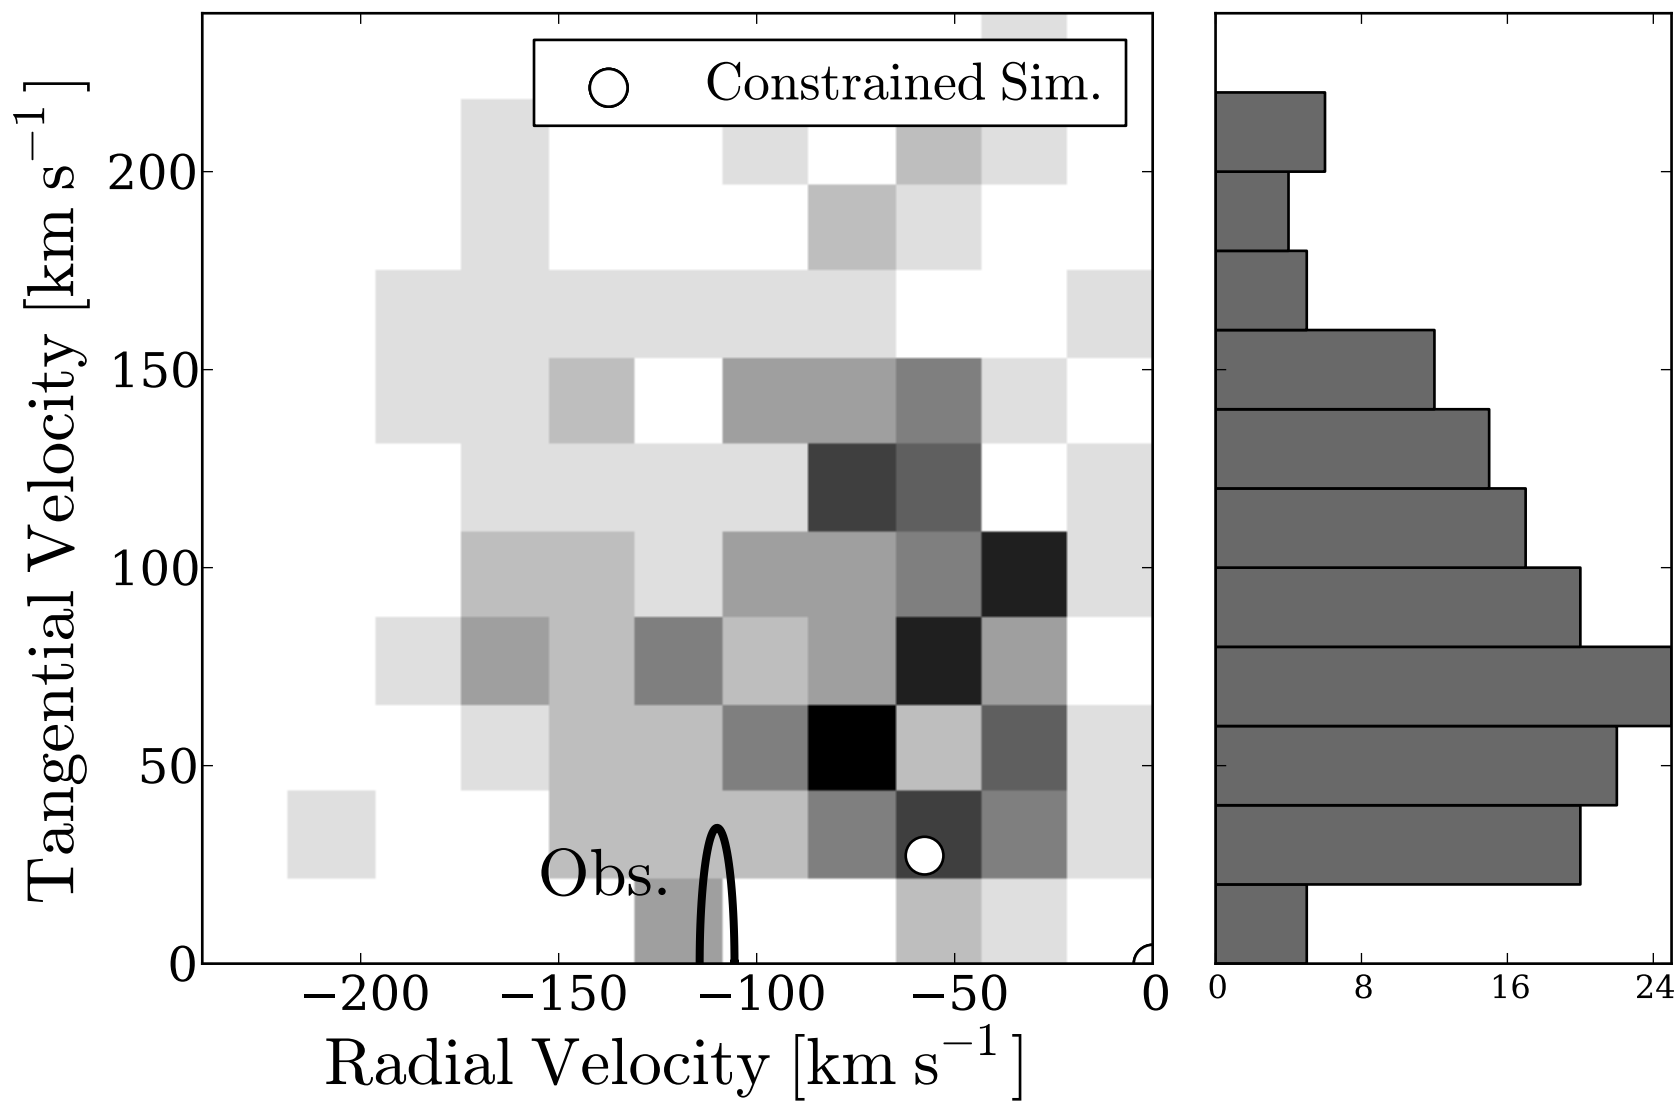 Constrained Sim.
Tangential Velocity [km s⁻¹]
200
150
100
50
0
Obs.
−200 −150 −100 −50 0
0 8 16 24
Radial Velocity [km s⁻¹]